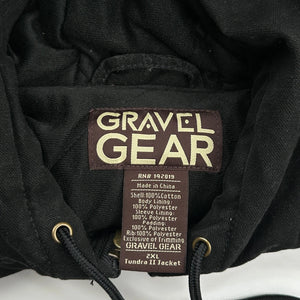 GRAVEL
GEAR
RN# 192019
Made in China
Shell:100%Cotton
Body Lining:
100% Polyester
Sleeve Lining:
100% Polyester
Padding:
100% Polyester
Rib:100% Polyester
Exclusive of Trimming
GRAVEL GEAR
2XL
Tundra II Jacket